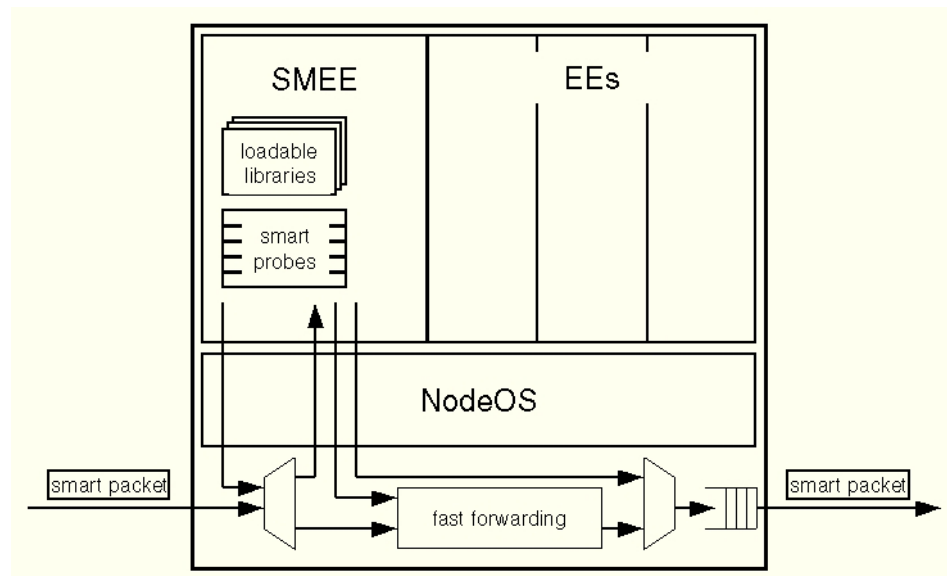 SMEE
EEs
loadable
libraries
smart
probes
NodeOS
smart packet
smart packet
fast forwarding